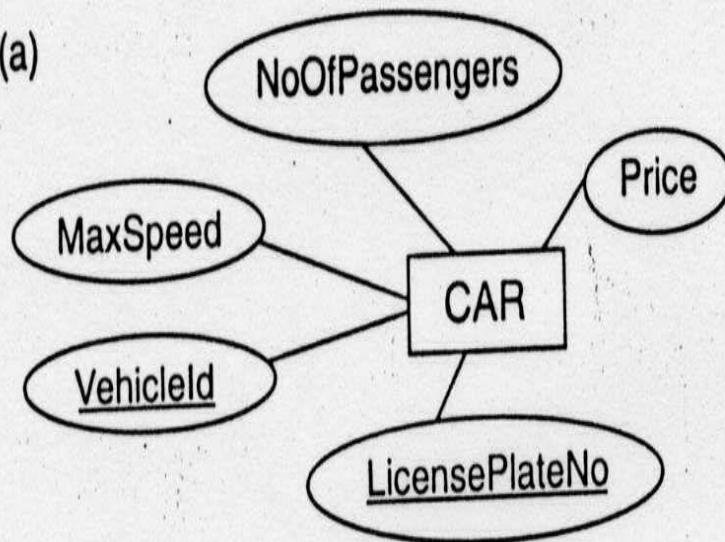 (a)
NoOfPassengers
Price
MaxSpeed
CAR
VehicleId
LicensePlateNo